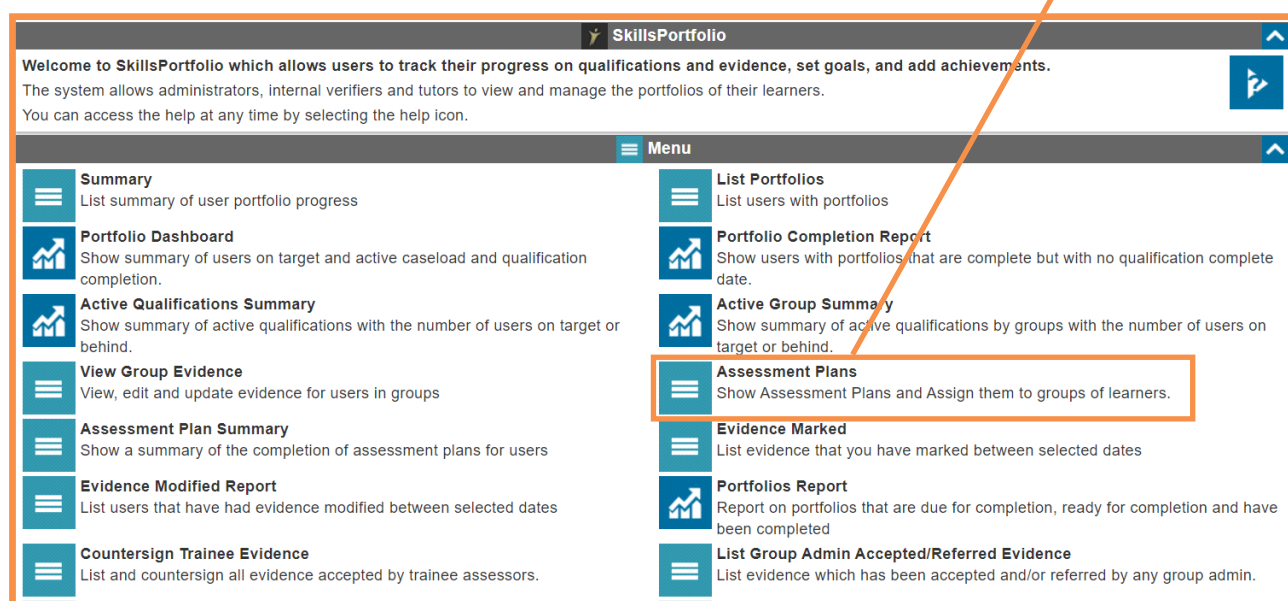 SkillsPortfolio
Welcome to SkillsPortfolio which allows users to track their progress on qualifications and evidence, set goals, and add achievements.
The system allows administrators, internal verifiers and tutors to view and manage the portfolios of their learners.
You can access the help at any time by selecting the help icon.
Menu
Summary
List summary of user portfolio progress
List Portfolios
List users with portfolios
Portfolio Dashboard
Show summary of users on target and active caseload and qualification
completion.
Portfolio Completion Report
Show users with portfolios that are complete but with no qualification complete
date.
Active Qualifications Summary
Show summary of active qualifications with the number of users on target or
behind.
Active Group Summary
Show summary of active qualifications by groups with the number of users on
target or behind.
View Group Evidence
View, edit and update evidence for users in groups
Assessment Plans
Show Assessment Plans and Assign them to groups of learners.
Assessment Plan Summary
Show a summary of the completion of assessment plans for users
Evidence Marked
List evidence that you have marked between selected dates
Evidence Modified Report
List users that have had evidence modified between selected dates
Portfolios Report
Report on portfolios that are due for completion, ready for completion and have
been completed
Countersign Trainee Evidence
List and countersign all evidence accepted by trainee assessors.
List Group Admin Accepted/Referred Evidence
List evidence which has been accepted and/or referred by any group admin.